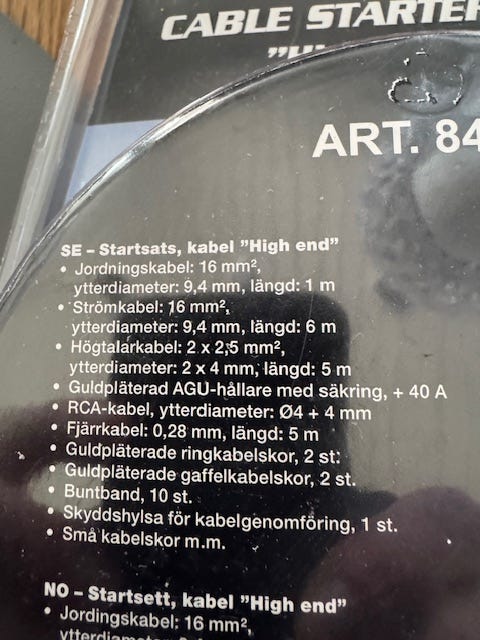 CABLE STARTER
ART. 84
SE – Startsats, kabel ”High end”
• Jordningskabel: 16 mm²,
ytterdiameter: 9,4 mm, längd: 1 m
• Strömkabel: 16 mm²,
ytterdiameter: 9,4 mm, längd: 6 m
• Högtalarkabel: 2 x 2,5 mm²,
ytterdiameter: 2 x 4 mm, längd: 5 m
• Guldpläterad AGU-hållare med säkring, + 40 A
• RCA-kabel, ytterdiameter: Ø4 + 4 mm
• Fjärrkabel: 0,28 mm, längd: 5 m
• Guldpläterade ringkabelskor, 2 st.
• Guldpläterade gaffelkabelskor, 2 st.
• Buntband, 10 st.
• Skyddshylsa för kabelgenomföring, 1 st.
• Små kabelskor m.m.
NO – Startsett, kabel ”High end”
• Jordingskabel: 16 mm²,